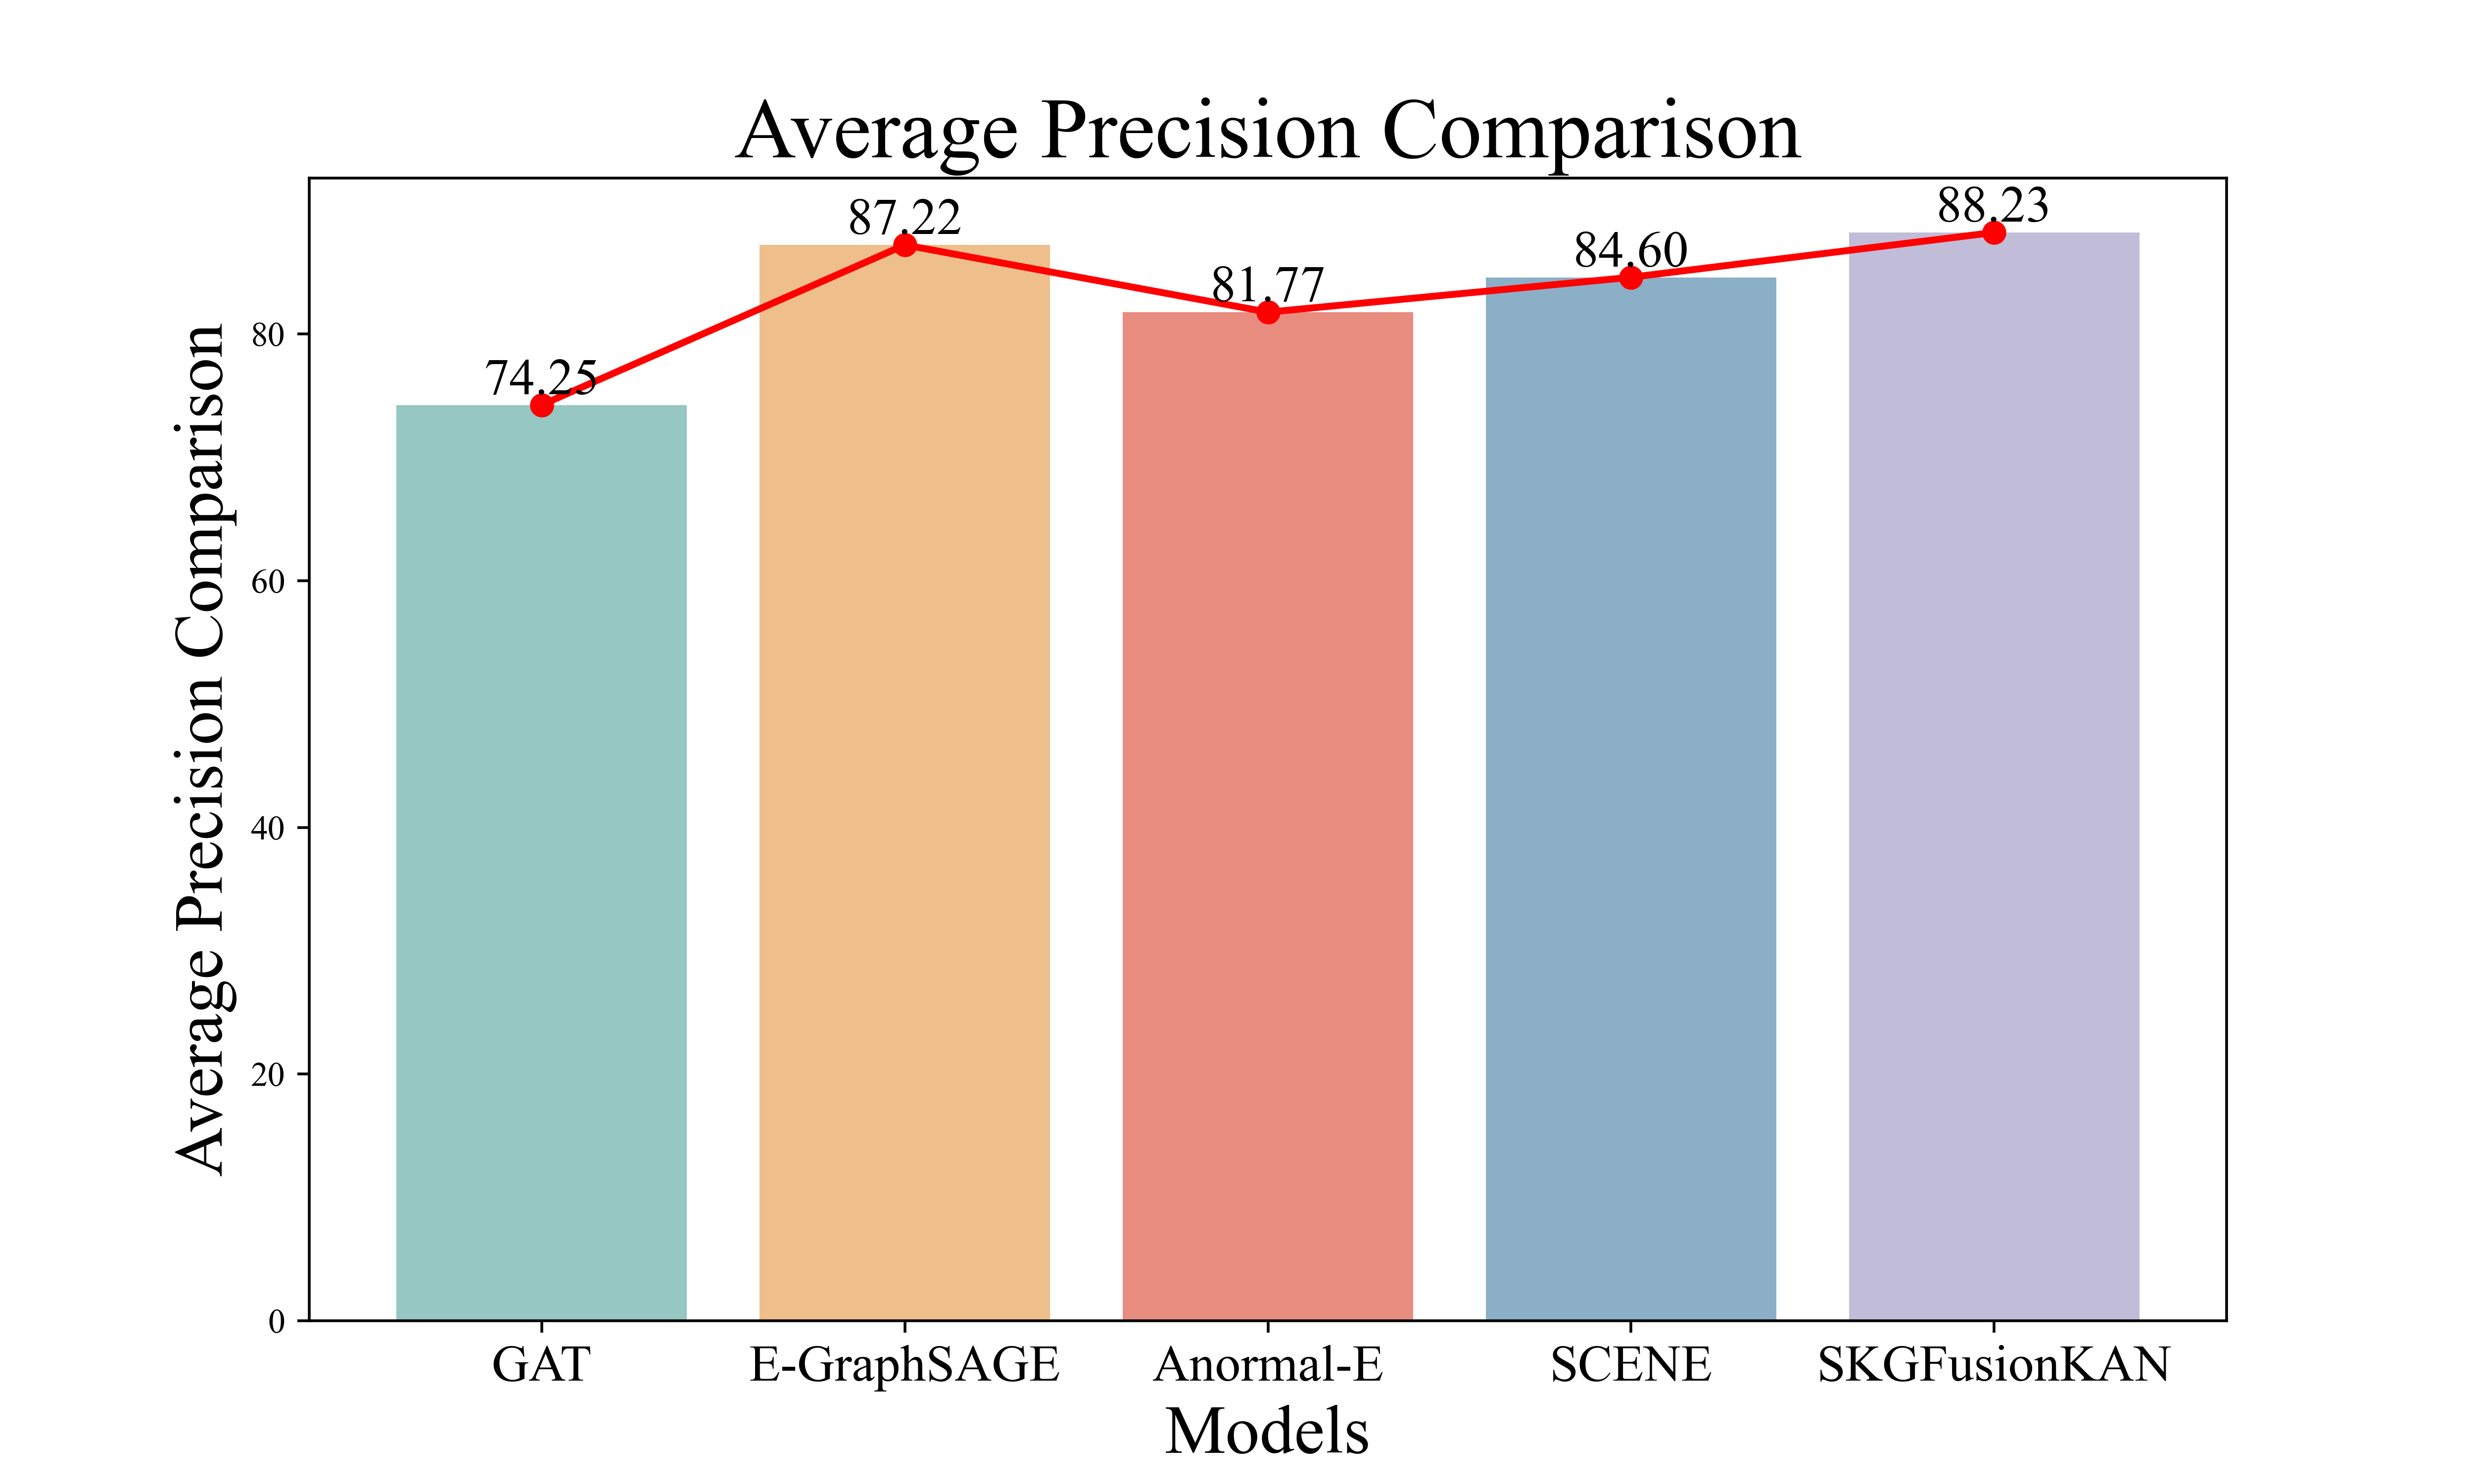 Average Precision Comparison
Average Precision Comparison
80
60
40
20
0
74.25
87.22
81.77
84.60
88.23
GAT
E-GraphSAGE
Anormal-E
SCENE
SKGFusionKAN
Models